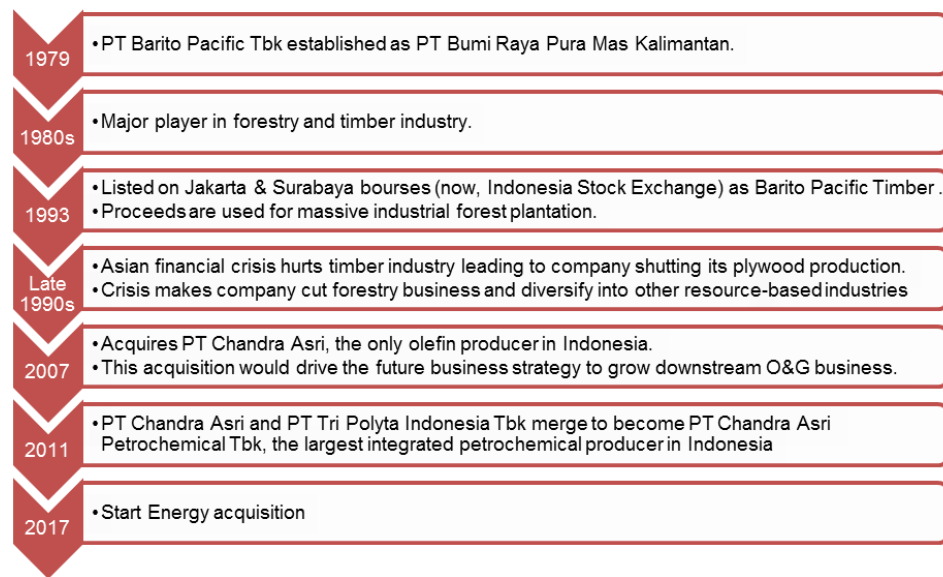 1979
•PT Barito Pacific Tbk established as PT Bumi Raya Pura Mas Kalimantan.
1980s
•Major player in forestry and timber industry.
1993
•Listed on Jakarta & Surabaya bourses (now, Indonesia Stock Exchange) as Barito Pacific Timber .
•Proceeds are used for massive industrial forest plantation.
Late
1990s
•Asian financial crisis hurts timber industry leading to company shutting its plywood production.
•Crisis makes company cut forestry business and diversify into other resource-based industries
2007
•Acquires PT Chandra Asri, the only olefin producer in Indonesia.
•This acquisition would drive the future business strategy to grow downstream O&G business.
2011
•PT Chandra Asri and PT Tri Polyta Indonesia Tbk merge to become PT Chandra Asri
Petrochemical Tbk, the largest integrated petrochemical producer in Indonesia
2017
•Start Energy acquisition